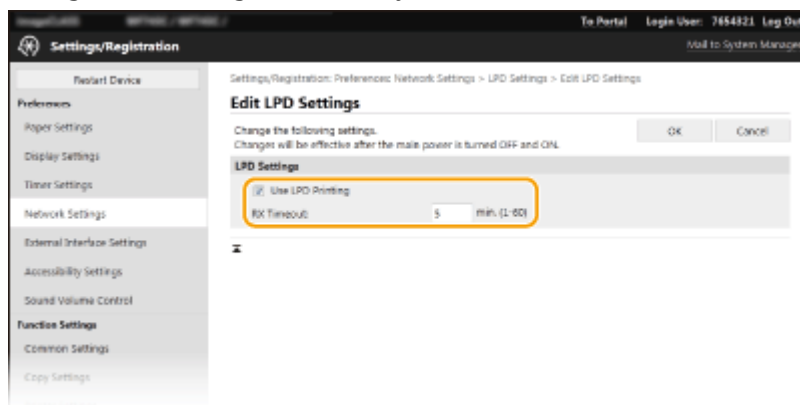 To Portal Login User: 7654321 Log Out
Settings/Registration
Mail to System Manager
Restart Device
Settings/Registration: Preferences: Network Settings > LPD Settings > Edit LPD Settings
Preferences
Edit LPD Settings
Paper Settings
Change the following settings.
Changes will be effective after the main power is turned OFF and ON.
OK
Cancel
Display Settings
LPD Settings
Timer Settings
Use LPD Printing
Network Settings
RX Timeout:
5
min. (1-60)
External Interface Settings
Accessibility Settings
Sound Volume Control
Function Settings
Common Settings
Copy Settings